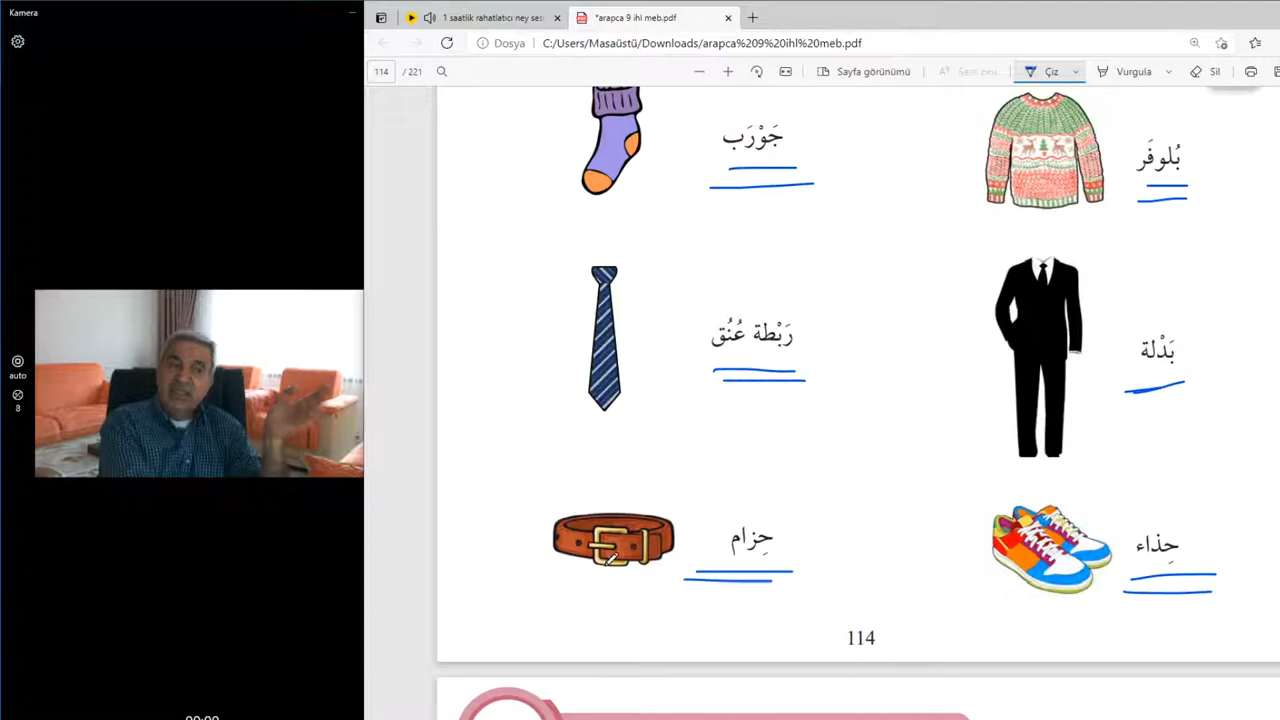 Kamera
1 saatlik rahatlatıcı ney ses
*arapca 9 ihl meb.pdf
Dosya
C:/Users/Masaüstü/Downloads/arapca%209%20ihl%20meb.pdf
114 / 221
Sayfa görünümü
Çiz
Vurgula
Sil
بُلوفَر
جَوْرَب
بَدْلة
رَبْطة عُنُق
حِذاء
حِزام
114
auto
8